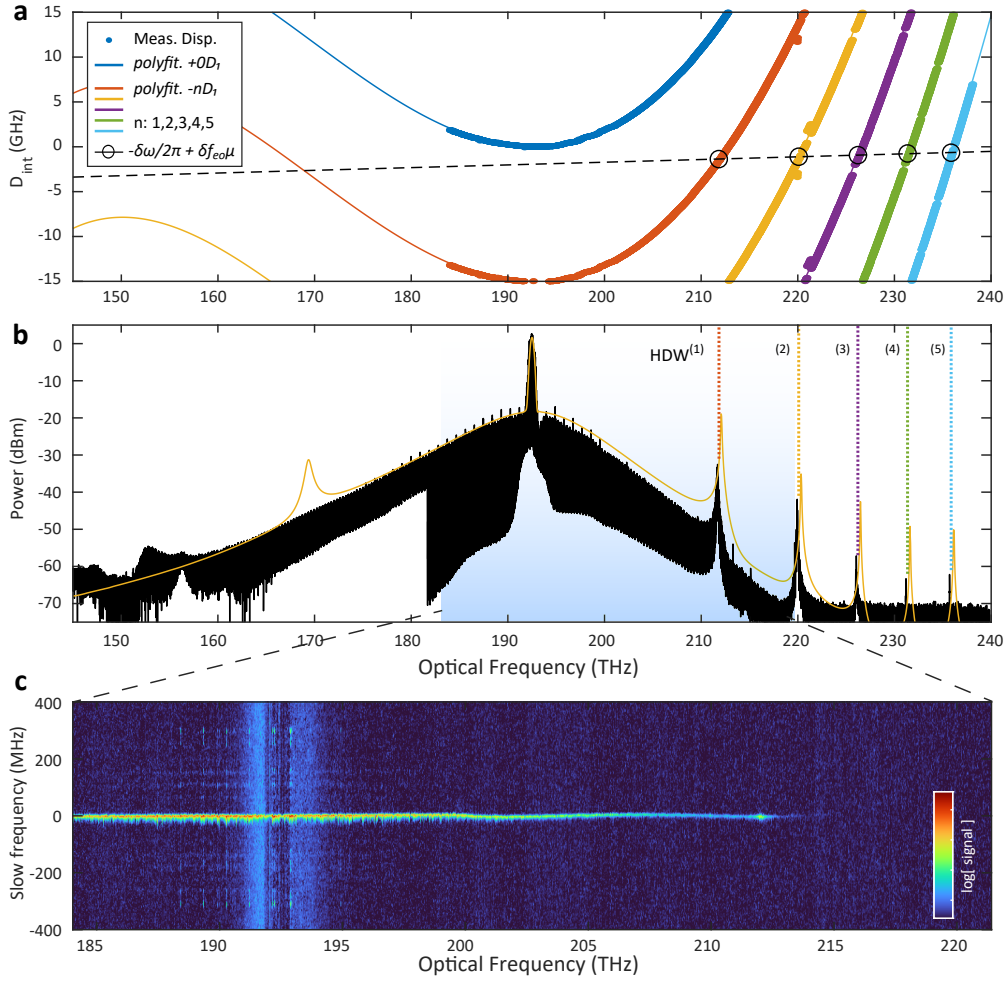 a
15
10
5
0
-5
-10
-15
D_int (GHz)
Meas. Disp.
polyfit. +0D₁
polyfit. -nD₁
n: 1,2,3,4,5
-δω/2π + δf_eoμ
150 160 170 180 190 200 210 220 230 240
b
0
-10
-20
-30
-40
-50
-60
-70
Power (dBm)
HDW⁽¹⁾ (2) (3) (4) (5)
150 160 170 180 190 200 210 220 230 240
Optical Frequency (THz)
c
400
200
0
-200
-400
Slow frequency (MHz)
log[ signal ]
185 190 195 200 205 210 215 220
Optical Frequency (THz)